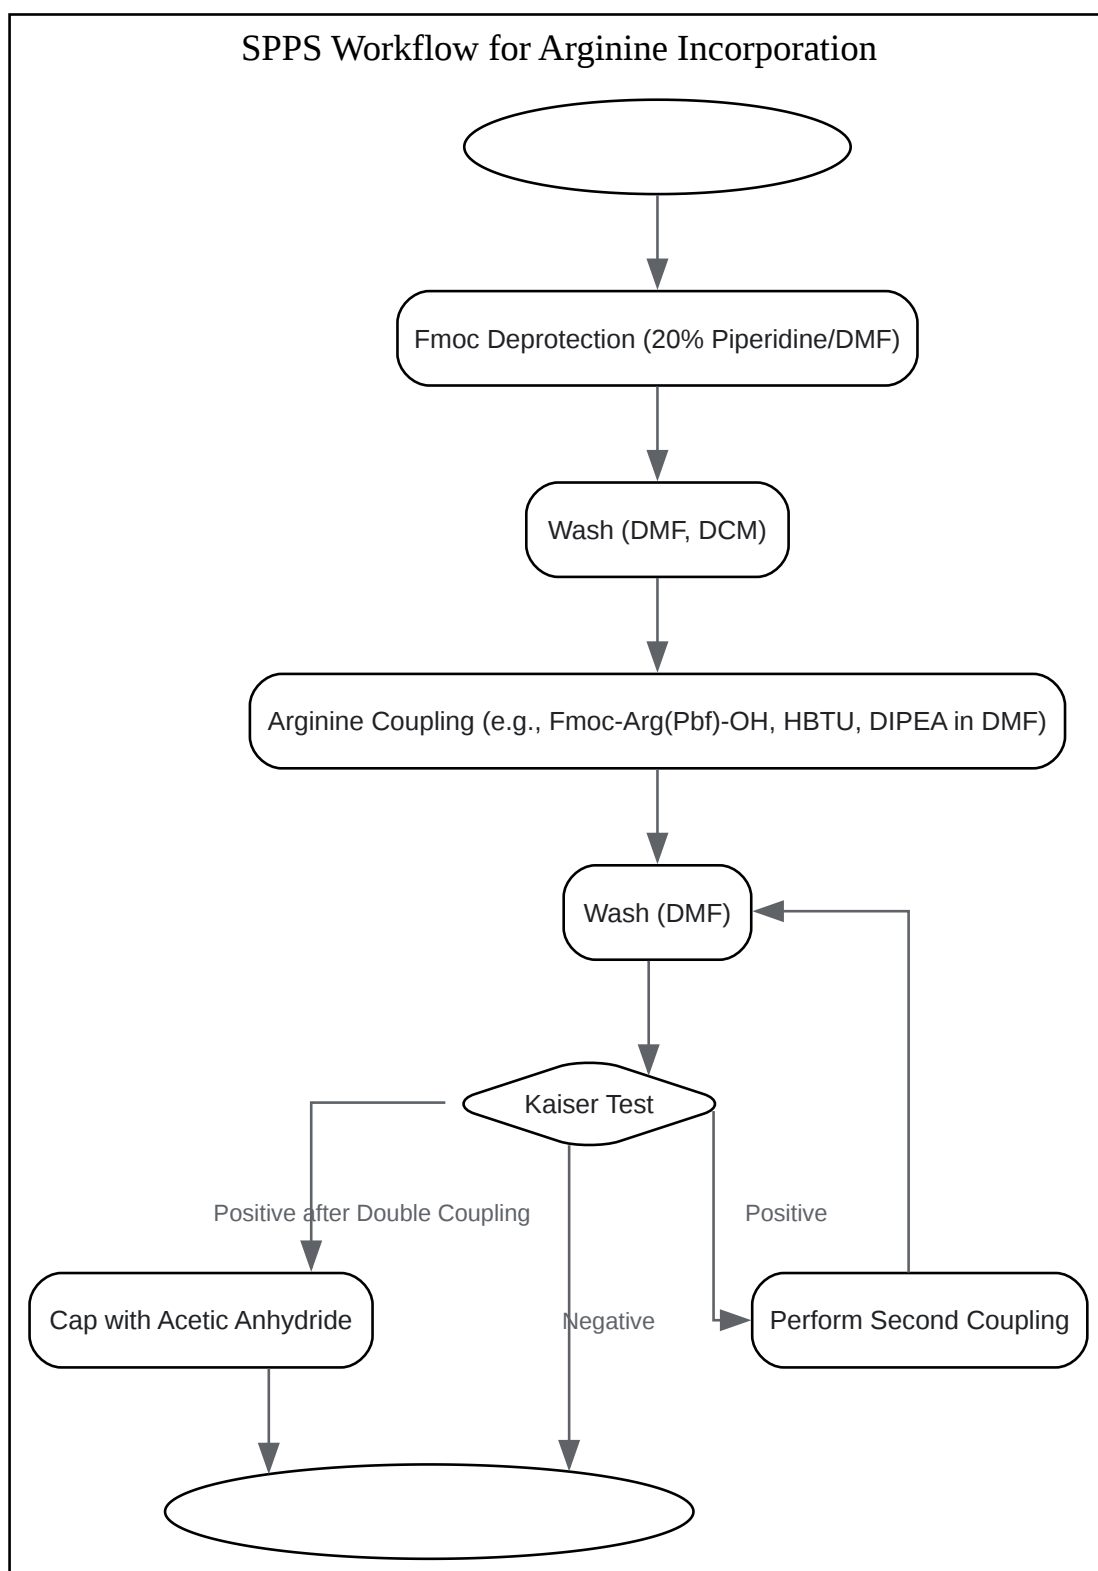 SPPS Workflow for Arginine Incorporation
Fmoc Deprotection (20% Piperidine/DMF)
Wash (DMF, DCM)
Arginine Coupling (e.g., Fmoc-Arg(Pbf)-OH, HBTU, DIPEA in DMF)
Wash (DMF)
Kaiser Test
Positive after Double Coupling
Positive
Negative
Cap with Acetic Anhydride
Perform Second Coupling